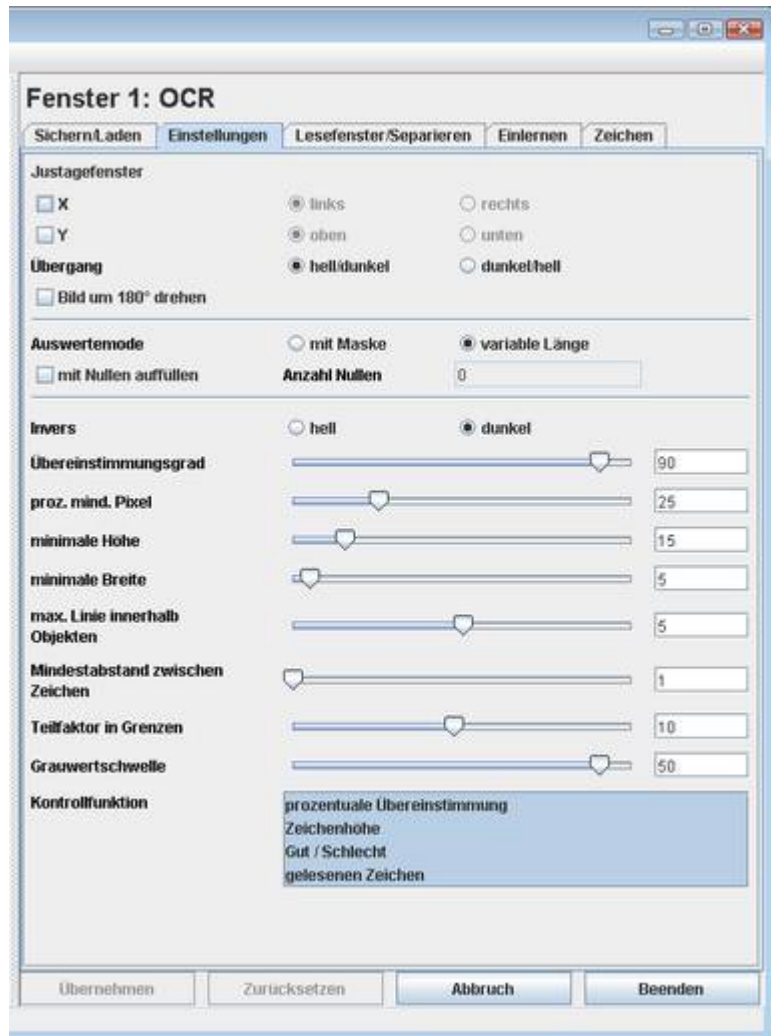 Fenster 1: OCR
Sichern/Laden Einstellungen Lesefenster/Separieren Einlernen Zeichen
Justagefenster
X links rechts
Y oben unten
Übergang hell/dunkel dunkel/hell
Bild um 180° drehen
Auswertemode mit Maske variable Länge
mit Nullen auffüllen Anzahl Nullen 0
Invers hell dunkel
Übereinstimmungsgrad 90
proz. mind. Pixel 25
minimale Höhe 15
minimale Breite 5
max. Linie innerhalb
Objekten 5
Mindestabstand zwischen
Zeichen 1
Teilfaktor in Grenzen 10
Grauwertschwelle 50
Kontrollfunktion prozentuale Übereinstimmung
Zeichenhöhe
Gut / Schlecht
gelesenen Zeichen
Übernehmen Zurücksetzen Abbruch Beenden